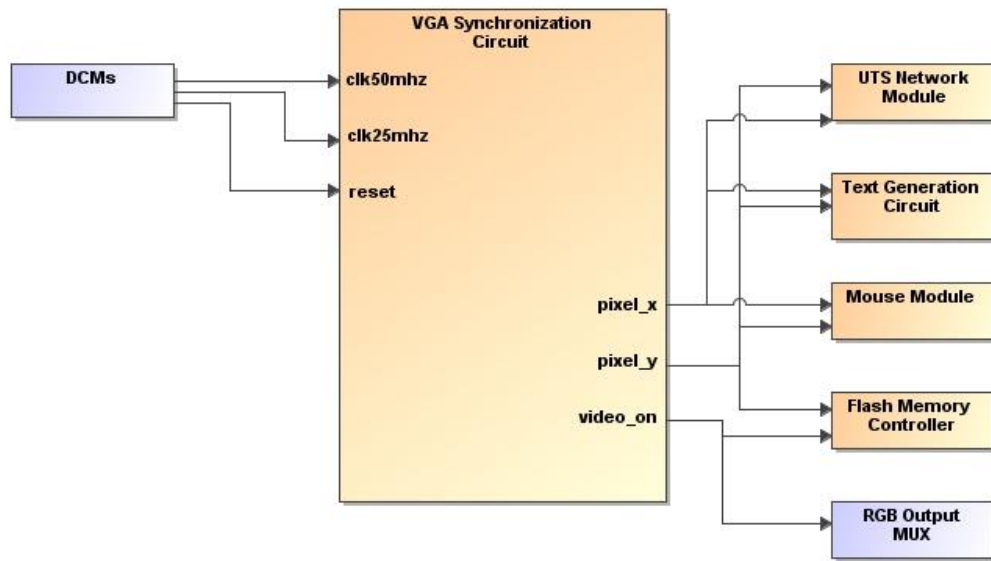 VGA Synchronization
Circuit
DCMs
clk50mhz
clk25mhz
reset
pixel_x
pixel_y
video_on
UTS Network
Module
Text Generation
Circuit
Mouse Module
Flash Memory
Controller
RGB Output
MUX